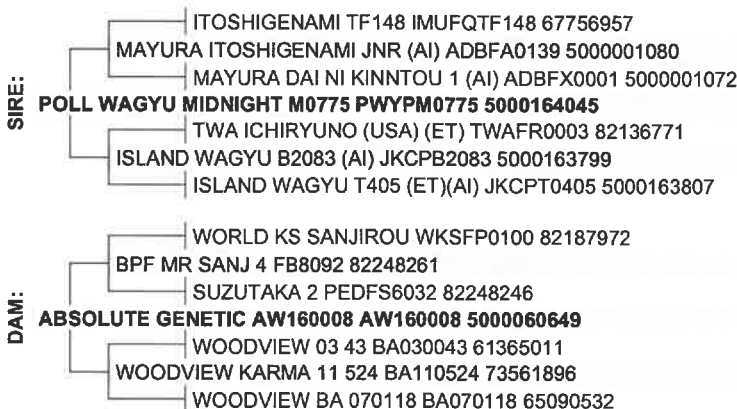 SIRE:
ITOSHIGENAMI TF148 IMUFQTF148 67756957
MAYURA ITOSHIGENAMI JNR (AI) ADBFA0139 5000001080
MAYURA DAI NI KINNTOU 1 (AI) ADBFX0001 5000001072
POLL WAGYU MIDNIGHT M0775 PWYPM0775 5000164045
TWA ICHIRYUNO (USA) (ET) TWAFR0003 82136771
ISLAND WAGYU B2083 (AI) JKCPB2083 5000163799
ISLAND WAGYU T405 (ET)(AI) JKCPT0405 5000163807
DAM:
WORLD KS SANJIROU WKSFP0100 82187972
BPF MR SANJ 4 FB8092 82248261
SUZUTAKA 2 PEDFS6032 82248246
ABSOLUTE GENETIC AW160008 AW160008 5000060649
WOODVIEW 03 43 BA030043 61365011
WOODVIEW KARMA 11 524 BA110524 73561896
WOODVIEW BA 070118 BA070118 65090532